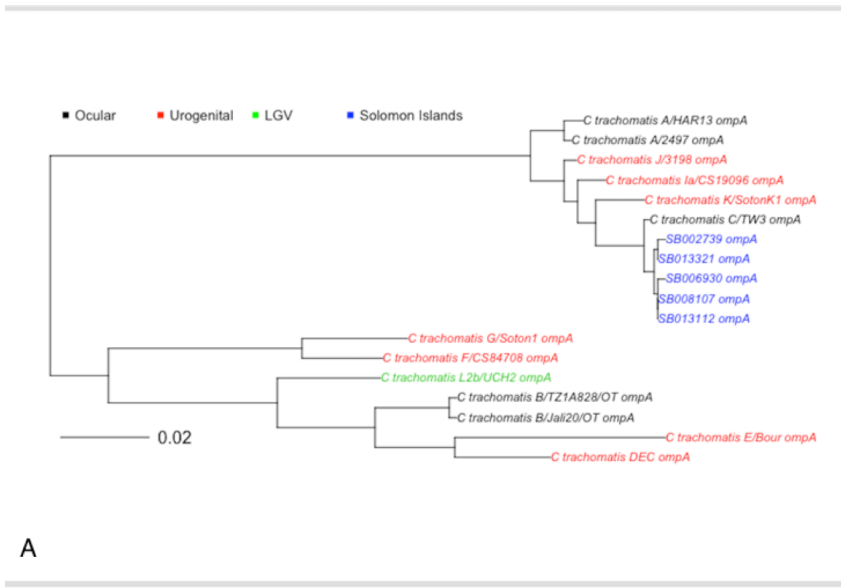 Ocular Urogenital LGV Solomon Islands
C trachomatis A/HAR13 ompA
C trachomatis A/2497 ompA
C trachomatis J/3198 ompA
C trachomatis Ia/CS19096 ompA
C trachomatis K/SotonK1 ompA
C trachomatis C/TW3 ompA
SB002739 ompA
SB013321 ompA
SB006930 ompA
SB008107 ompA
SB013112 ompA
C trachomatis G/Soton1 ompA
C trachomatis F/CS84708 ompA
C trachomatis L2b/UCH2 ompA
C trachomatis B/TZ1A828/OT ompA
C trachomatis B/Jali20/OT ompA
C trachomatis E/Bour ompA
C trachomatis DEC ompA
0.02
A